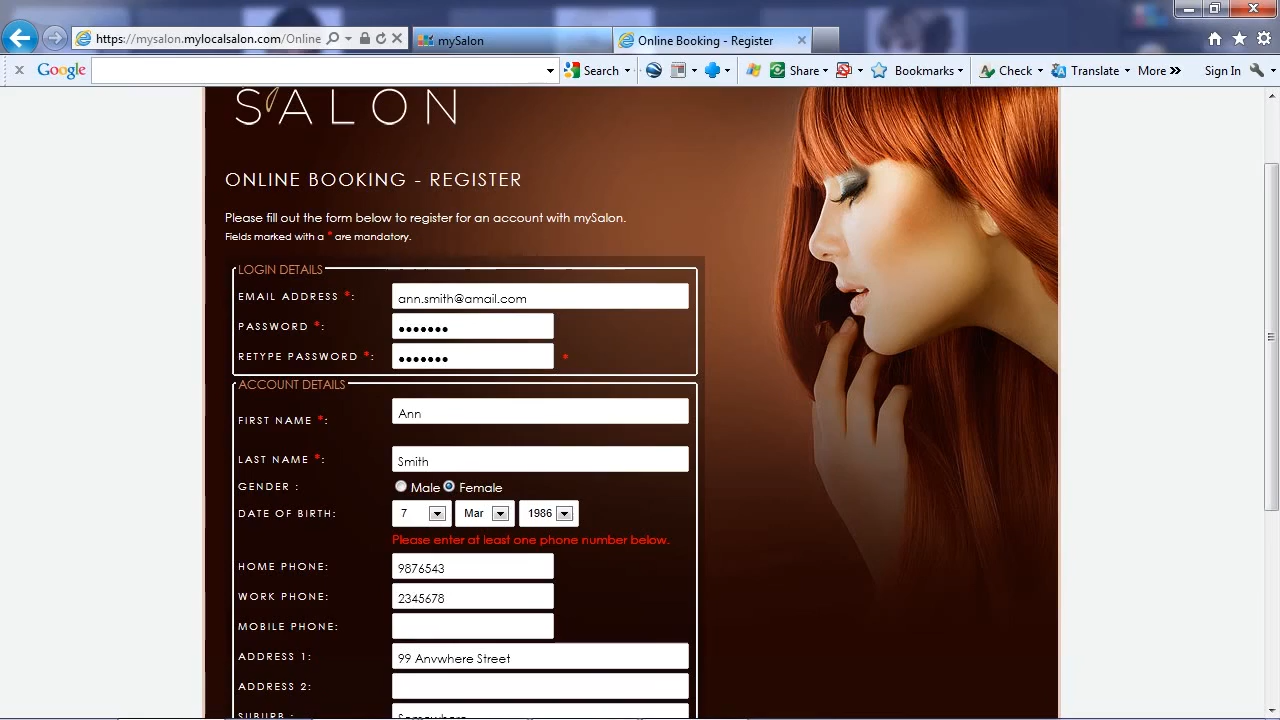 https://mysalon.mylocalsalon.com/Online
mySalon
Online Booking - Register
Google
Search
Share
Bookmarks
Check
Translate
More
Sign In
SALON
ONLINE BOOKING - REGISTER
Please fill out the form below to register for an account with mySalon.
Fields marked with a * are mandatory.
LOGIN DETAILS
EMAIL ADDRESS *: ann.smith@amail.com
PASSWORD *: •••••••
RETYPE PASSWORD *: ••••••• *
ACCOUNT DETAILS
FIRST NAME *: Ann
LAST NAME *: Smith
GENDER : Male Female
DATE OF BIRTH: 7 Mar 1986
Please enter at least one phone number below.
HOME PHONE: 9876543
WORK PHONE: 2345678
MOBILE PHONE:
ADDRESS 1: 99 Anywhere Street
ADDRESS 2:
SUBURB : Somewhere